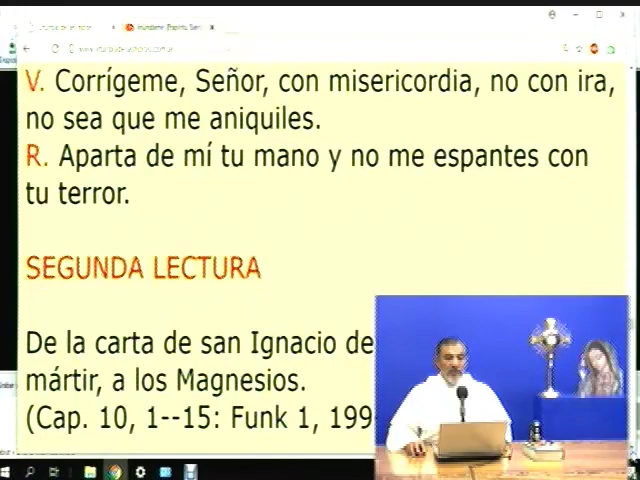 V. Corrígeme, Señor, con misericordia, no con ira,
no sea que me aniquiles.
R. Aparta de mí tu mano y no me espantes con
tu terror.
SEGUNDA LECTURA
De la carta de san Ignacio de
mártir, a los Magnesios.
(Cap. 10, 1--15: Funk 1, 199